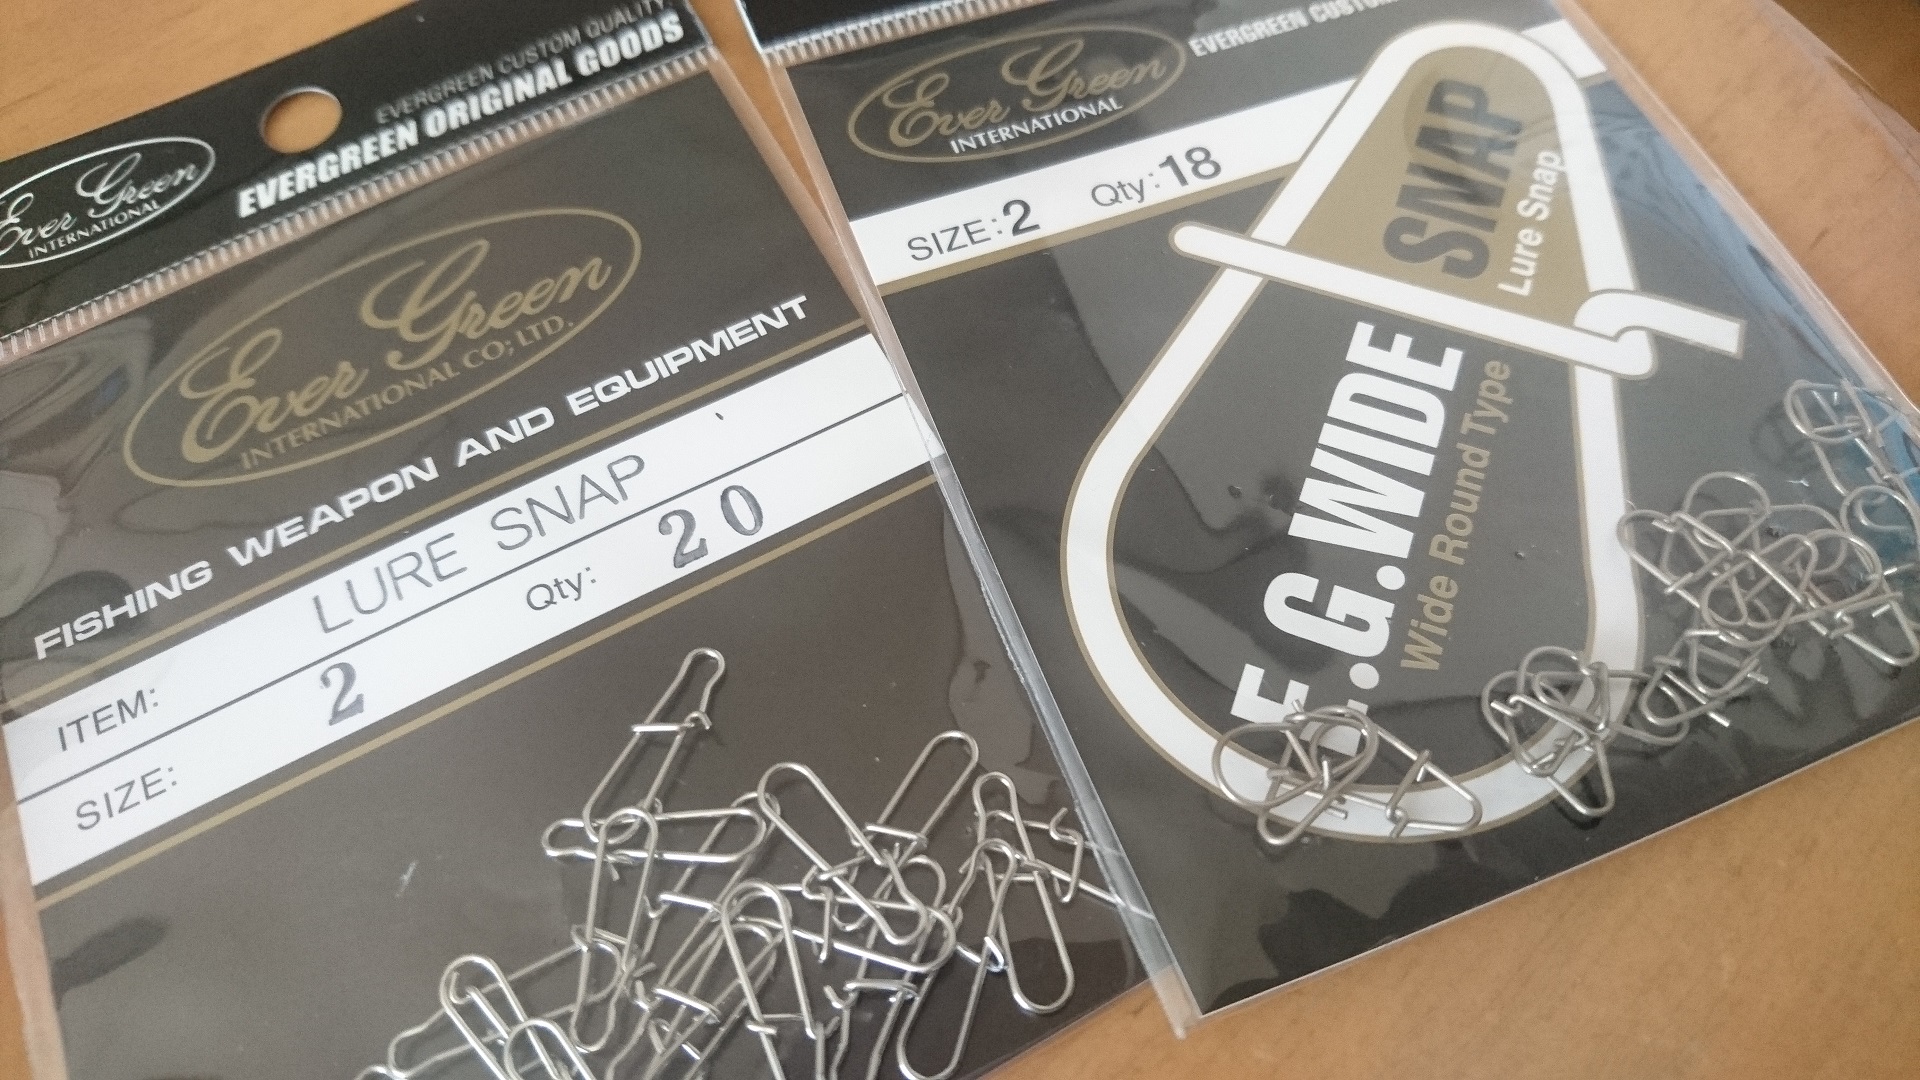 Ever Green
INTERNATIONAL
EVERGREEN CUSTOM QUALITY
EVERGREEN ORIGINAL GOODS
Ever Green
INTERNATIONAL CO; LTD.
FISHING WEAPON AND EQUIPMENT
ITEM: LURE SNAP
SIZE: 2 Qty: 20
Ever Green
INTERNATIONAL
EVERGREEN
SIZE: 2 Qty: 18
SNAP
Lure Snap
E.G.WIDE
Wide Round Type